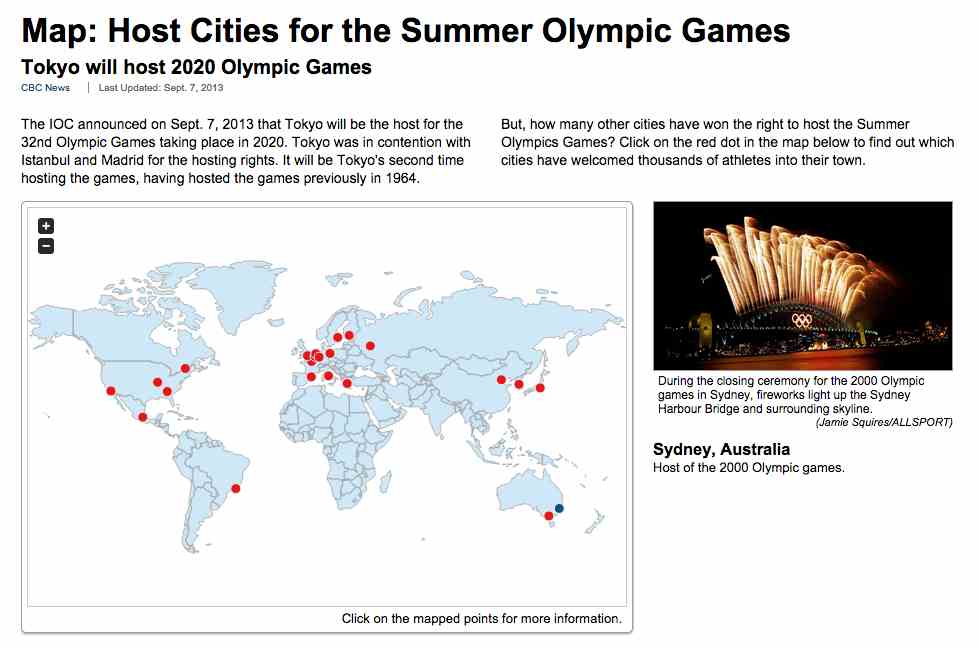 Map: Host Cities for the Summer Olympic Games
Tokyo will host 2020 Olympic Games
CBC News | Last Updated: Sept. 7, 2013
The IOC announced on Sept. 7, 2013 that Tokyo will be the host for the
32nd Olympic Games taking place in 2020. Tokyo was in contention with
Istanbul and Madrid for the hosting rights. It will be Tokyo's second time
hosting the games, having hosted the games previously in 1964.
But, how many other cities have won the right to host the Summer
Olympics Games? Click on the red dot in the map below to find out which
cities have welcomed thousands of athletes into their town.
+
−
Click on the mapped points for more information.
During the closing ceremony for the 2000 Olympic
games in Sydney, fireworks light up the Sydney
Harbour Bridge and surrounding skyline.
(Jamie Squires/ALLSPORT)
Sydney, Australia
Host of the 2000 Olympic games.